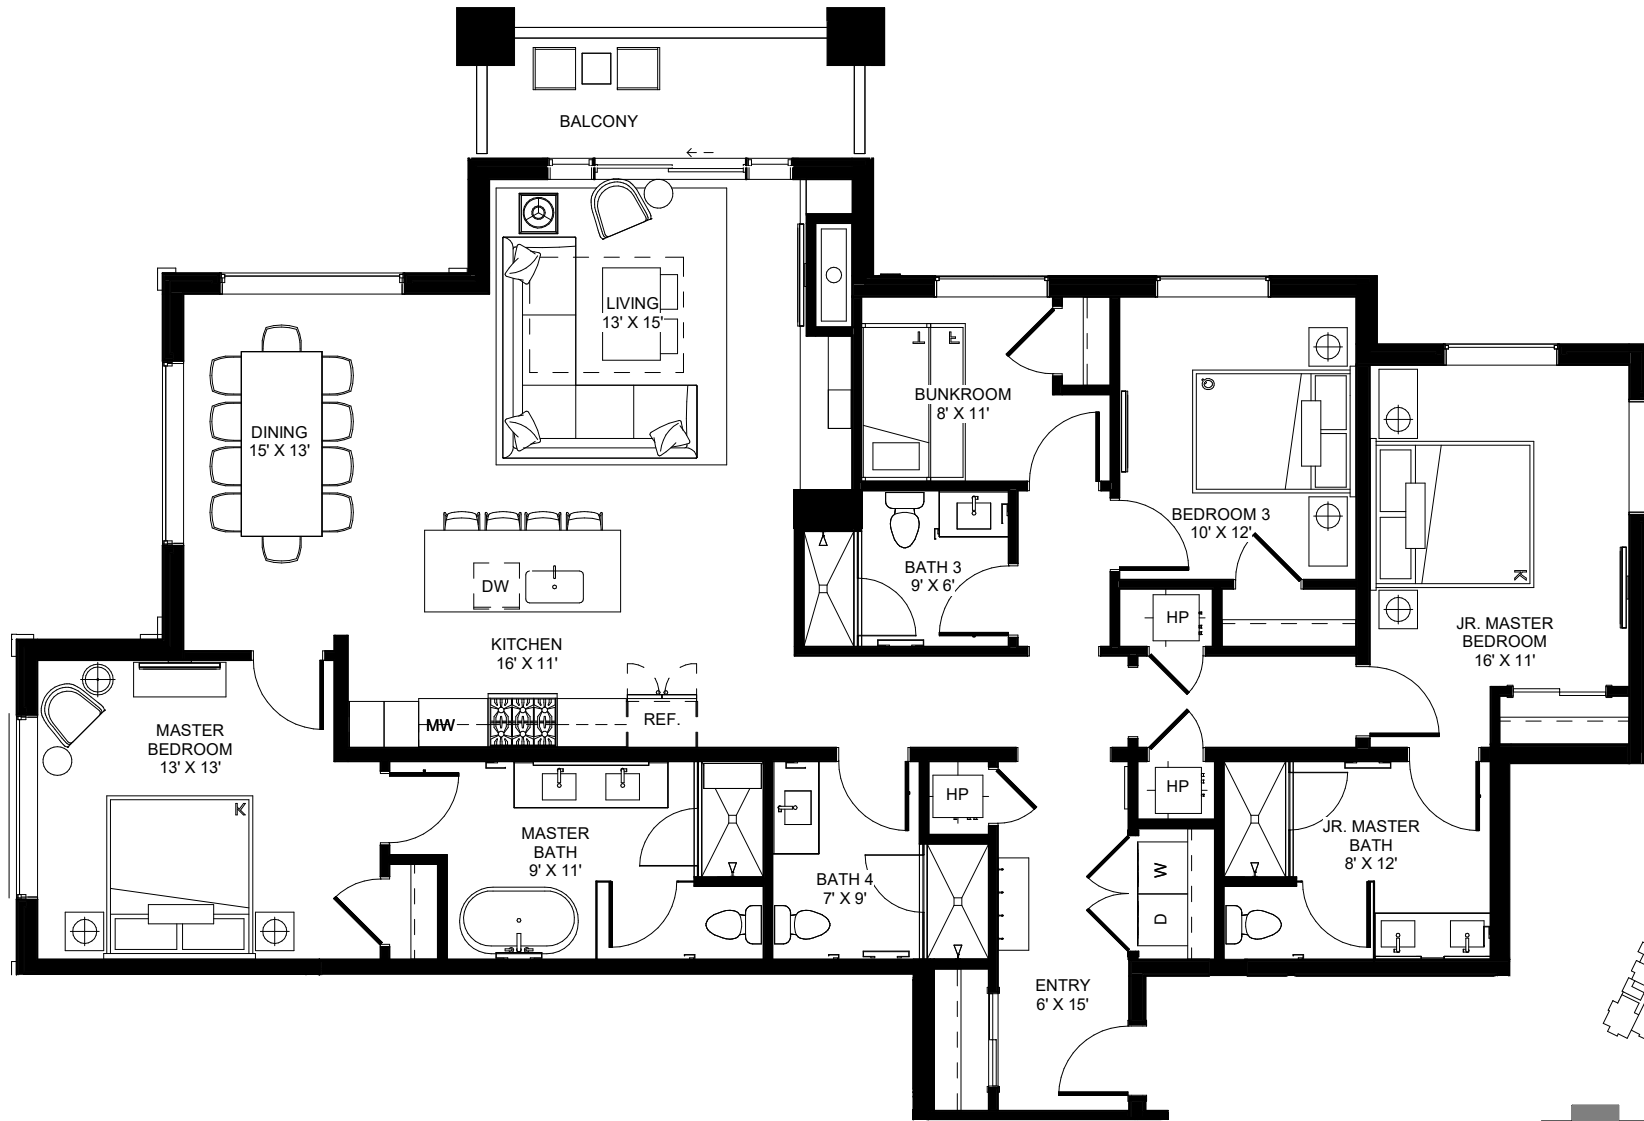 BALCONY
LIVING
13' X 15'
DINING
15' X 13'
BUNKROOM
8' X 11'
T
F
Q
BEDROOM 3
10' X 12'
BATH 3
9' X 6'
DW
KITCHEN
16' X 11'
HP
K
JR. MASTER
BEDROOM
16' X 11'
MW
REF.
MASTER
BEDROOM
13' X 13'
K
HP
HP
MASTER
BATH
9' X 11'
BATH 4
7' X 9'
JR. MASTER
BATH
8' X 12'
W
D
ENTRY
6' X 15'